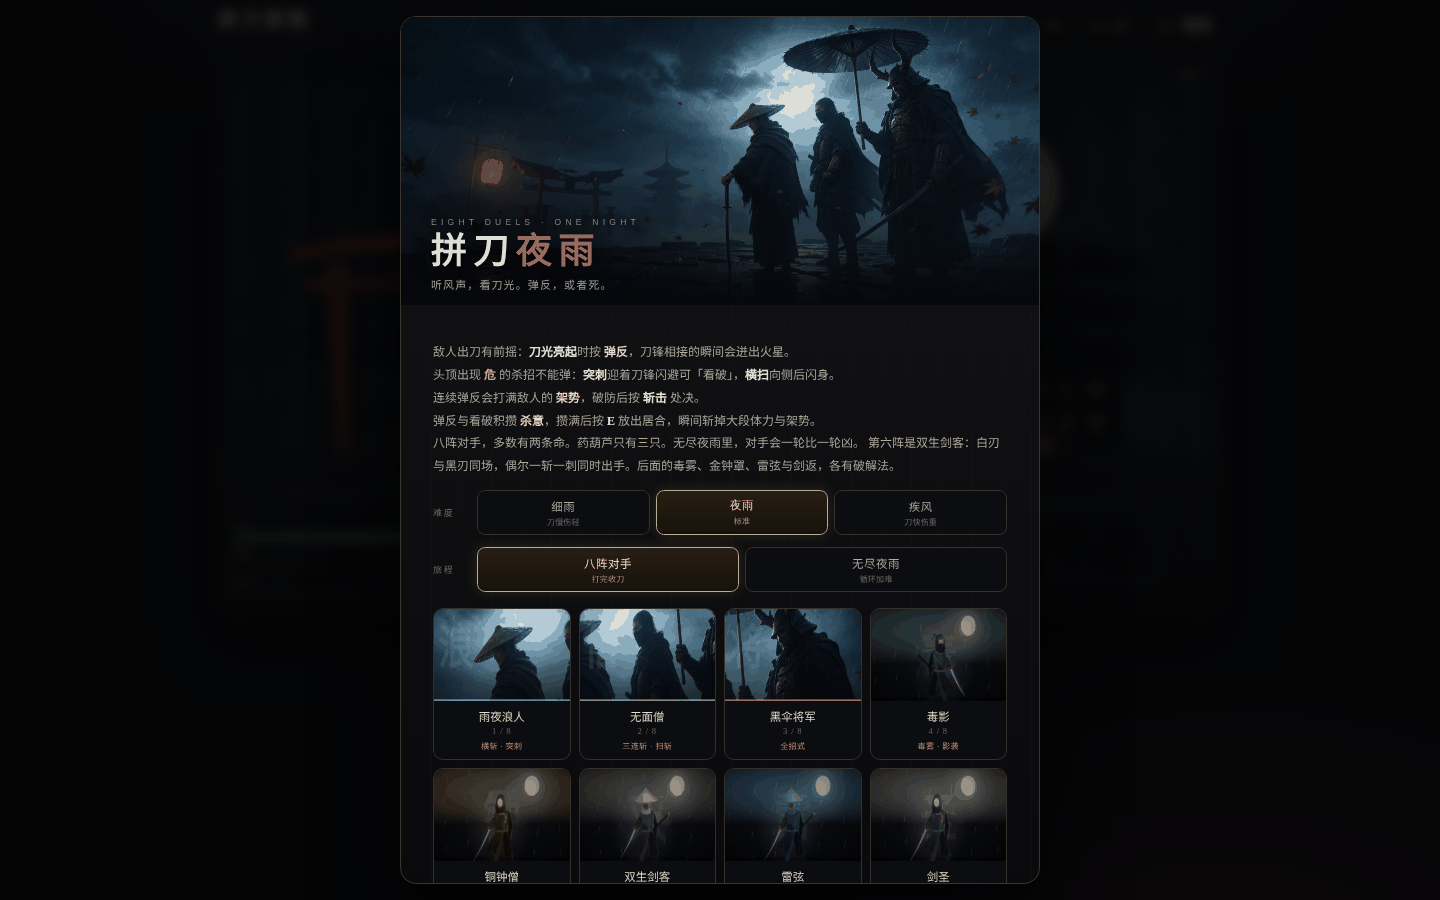 EIGHT DUELS · ONE NIGHT
拼刀夜雨
听风声，看刀光。弹反，或者死。
敌人出刀有前摇：刀光亮起时按 弹反，刀锋相接的瞬间会迸出火星。
头顶出现 危 的杀招不能弹：突刺迎着刀锋闪避可「看破」，横扫向侧后闪身。
连续弹反会打满敌人的 架势，破防后按 斩击 处决。
弹反与看破积攒 杀意，攒满后按 E 放出居合，瞬间斩掉大段体力与架势。
八阵对手，多数有两条命。药葫芦只有三只。无尽夜雨里，对手会一轮比一轮凶。 第六阵是双生剑客：白刃
与黑刃同场，偶尔一斩一刺同时出手。后面的毒雾、金钟罩、雷弦与剑返，各有破解法。
难度
细雨
刀慢伤轻
夜雨
标准
疾风
刀快伤重
旅程
八阵对手
打完收刀
无尽夜雨
循环加难
浪
雨夜浪人
1 / 8
横斩 · 突刺
无面僧
2 / 8
三连斩 · 扫斩
黑伞将军
3 / 8
全招式
毒影
4 / 8
毒雾 · 影袭
铜钟僧
双生剑客
雷弦
剑圣